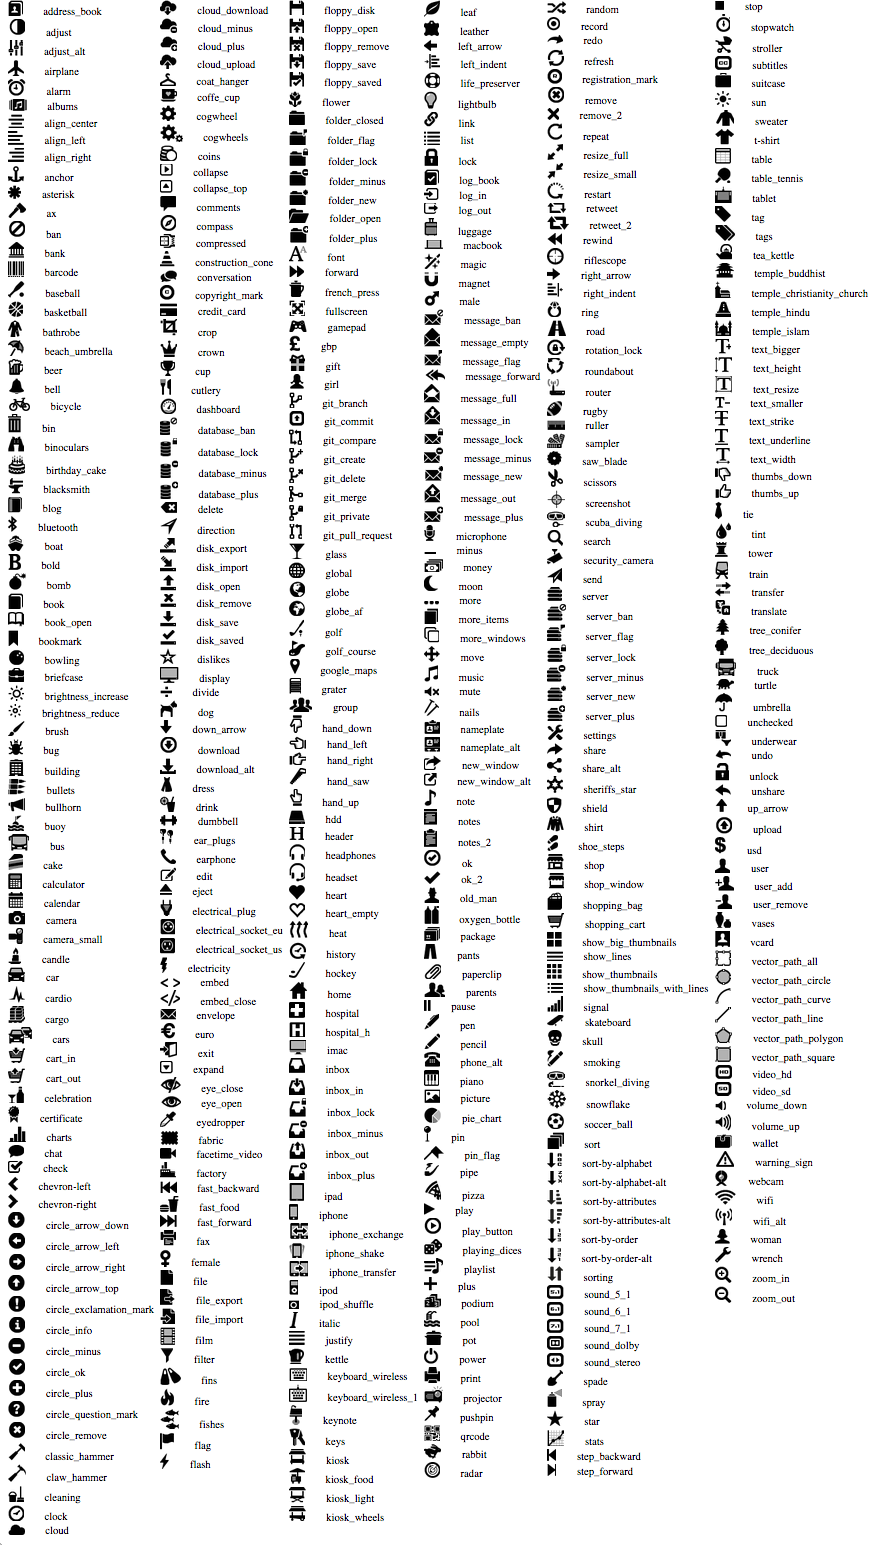 address_book
adjust
adjust_alt
airplane
alarm
albums
align_center
align_left
align_right
anchor
asterisk
ax
ban
bank
barcode
baseball
basketball
bathrobe
beach_umbrella
beer
bell
bicycle
bin
binoculars
birthday_cake
blacksmith
blog
bluetooth
boat
bold
bomb
book
book_open
bookmark
bowling
briefcase
brightness_increase
brightness_reduce
brush
bug
building
bullets
bullhorn
buoy
bus
cake
calculator
calendar
camera
camera_small
candle
car
cardio
cargo
cars
cart_in
cart_out
celebration
certificate
charts
chat
check
chevron-left
chevron-right
circle_arrow_down
circle_arrow_left
circle_arrow_right
circle_arrow_top
circle_exclamation_mark
circle_info
circle_minus
circle_ok
circle_plus
circle_question_mark
circle_remove
classic_hammer
claw_hammer
cleaning
clock
cloud
cloud_download
cloud_minus
cloud_plus
cloud_upload
coat_hanger
coffe_cup
cogwheel
cogwheels
coins
collapse
collapse_top
comments
compass
compressed
construction_cone
conversation
copyright_mark
credit_card
crop
crown
cup
cutlery
dashboard
database_ban
database_lock
database_minus
database_plus
delete
direction
disk_export
disk_import
disk_open
disk_remove
disk_save
disk_saved
dislikes
display
divide
dog
down_arrow
download
download_alt
dress
drink
dumbbell
ear_plugs
earphone
edit
eject
electrical_plug
electrical_socket_eu
electrical_socket_us
electricity
embed
embed_close
envelope
euro
exit
expand
eye_close
eye_open
eyedropper
fabric
facetime_video
factory
fast_backward
fast_food
fast_forward
fax
female
file
file_export
file_import
film
filter
fins
fire
fishes
flag
flash
floppy_disk
floppy_open
floppy_remove
floppy_save
floppy_saved
flower
folder_closed
folder_flag
folder_lock
folder_minus
folder_new
folder_open
folder_plus
font
forward
french_press
fullscreen
gamepad
gbp
gift
girl
git_branch
git_commit
git_compare
git_create
git_delete
git_merge
git_private
git_pull_request
glass
global
globe
globe_af
golf
golf_course
google_maps
grater
group
hand_down
hand_left
hand_right
hand_saw
hand_up
hdd
header
headphones
headset
heart
heart_empty
heat
history
hockey
home
hospital
hospital_h
imac
inbox
inbox_in
inbox_lock
inbox_minus
inbox_out
inbox_plus
ipad
iphone
iphone_exchange
iphone_shake
iphone_transfer
ipod
ipod_shuffle
italic
justify
kettle
keyboard_wireless
keyboard_wireless_1
keynote
keys
kiosk
kiosk_food
kiosk_light
kiosk_wheels
leaf
leather
left_arrow
left_indent
life_preserver
lightbulb
link
list
lock
log_book
log_in
log_out
luggage
macbook
magic
magnet
male
message_ban
message_empty
message_flag
message_forward
message_full
message_in
message_lock
message_minus
message_new
message_out
message_plus
microphone
minus
money
moon
more
more_items
more_windows
move
music
mute
nails
nameplate
nameplate_alt
new_window
new_window_alt
note
notes
notes_2
ok
ok_2
old_man
oxygen_bottle
package
pants
paperclip
parents
pause
pen
pencil
phone_alt
piano
picture
pie_chart
pin
pin_flag
pipe
pizza
play
play_button
playing_dices
playlist
plus
podium
pool
pot
power
print
projector
pushpin
qrcode
rabbit
radar
random
record
redo
refresh
registration_mark
remove
remove_2
repeat
resize_full
resize_small
restart
retweet
retweet_2
rewind
riflescope
right_arrow
right_indent
ring
road
rotation_lock
roundabout
router
rugby
ruller
sampler
saw_blade
scissors
screenshot
scuba_diving
search
security_camera
send
server
server_ban
server_flag
server_lock
server_minus
server_new
server_plus
settings
share
share_alt
sheriffs_star
shield
shirt
shoe_steps
shop
shop_window
shopping_bag
shopping_cart
show_big_thumbnails
show_lines
show_thumbnails
show_thumbnails_with_lines
signal
skateboard
skull
smoking
snorkel_diving
snowflake
soccer_ball
sort
sort-by-alphabet
sort-by-alphabet-alt
sort-by-attributes
sort-by-attributes-alt
sort-by-order
sort-by-order-alt
sorting
sound_5_1
sound_6_1
sound_7_1
sound_dolby
sound_stereo
spade
spray
star
stats
step_backward
step_forward
stop
stopwatch
stroller
subtitles
suitcase
sun
sweater
t-shirt
table
table_tennis
tablet
tag
tags
tea_kettle
temple_buddhist
temple_christianity_church
temple_hindu
temple_islam
text_bigger
text_height
text_resize
text_smaller
text_strike
text_underline
text_width
thumbs_down
thumbs_up
tie
tint
tower
train
transfer
translate
tree_conifer
tree_deciduous
truck
turtle
umbrella
unchecked
underwear
undo
unlock
unshare
up_arrow
upload
usd
user
user_add
user_remove
vases
vcard
vector_path_all
vector_path_circle
vector_path_curve
vector_path_line
vector_path_polygon
vector_path_square
video_hd
video_sd
volume_down
volume_up
wallet
warning_sign
webcam
wifi
wifi_alt
woman
wrench
zoom_in
zoom_out